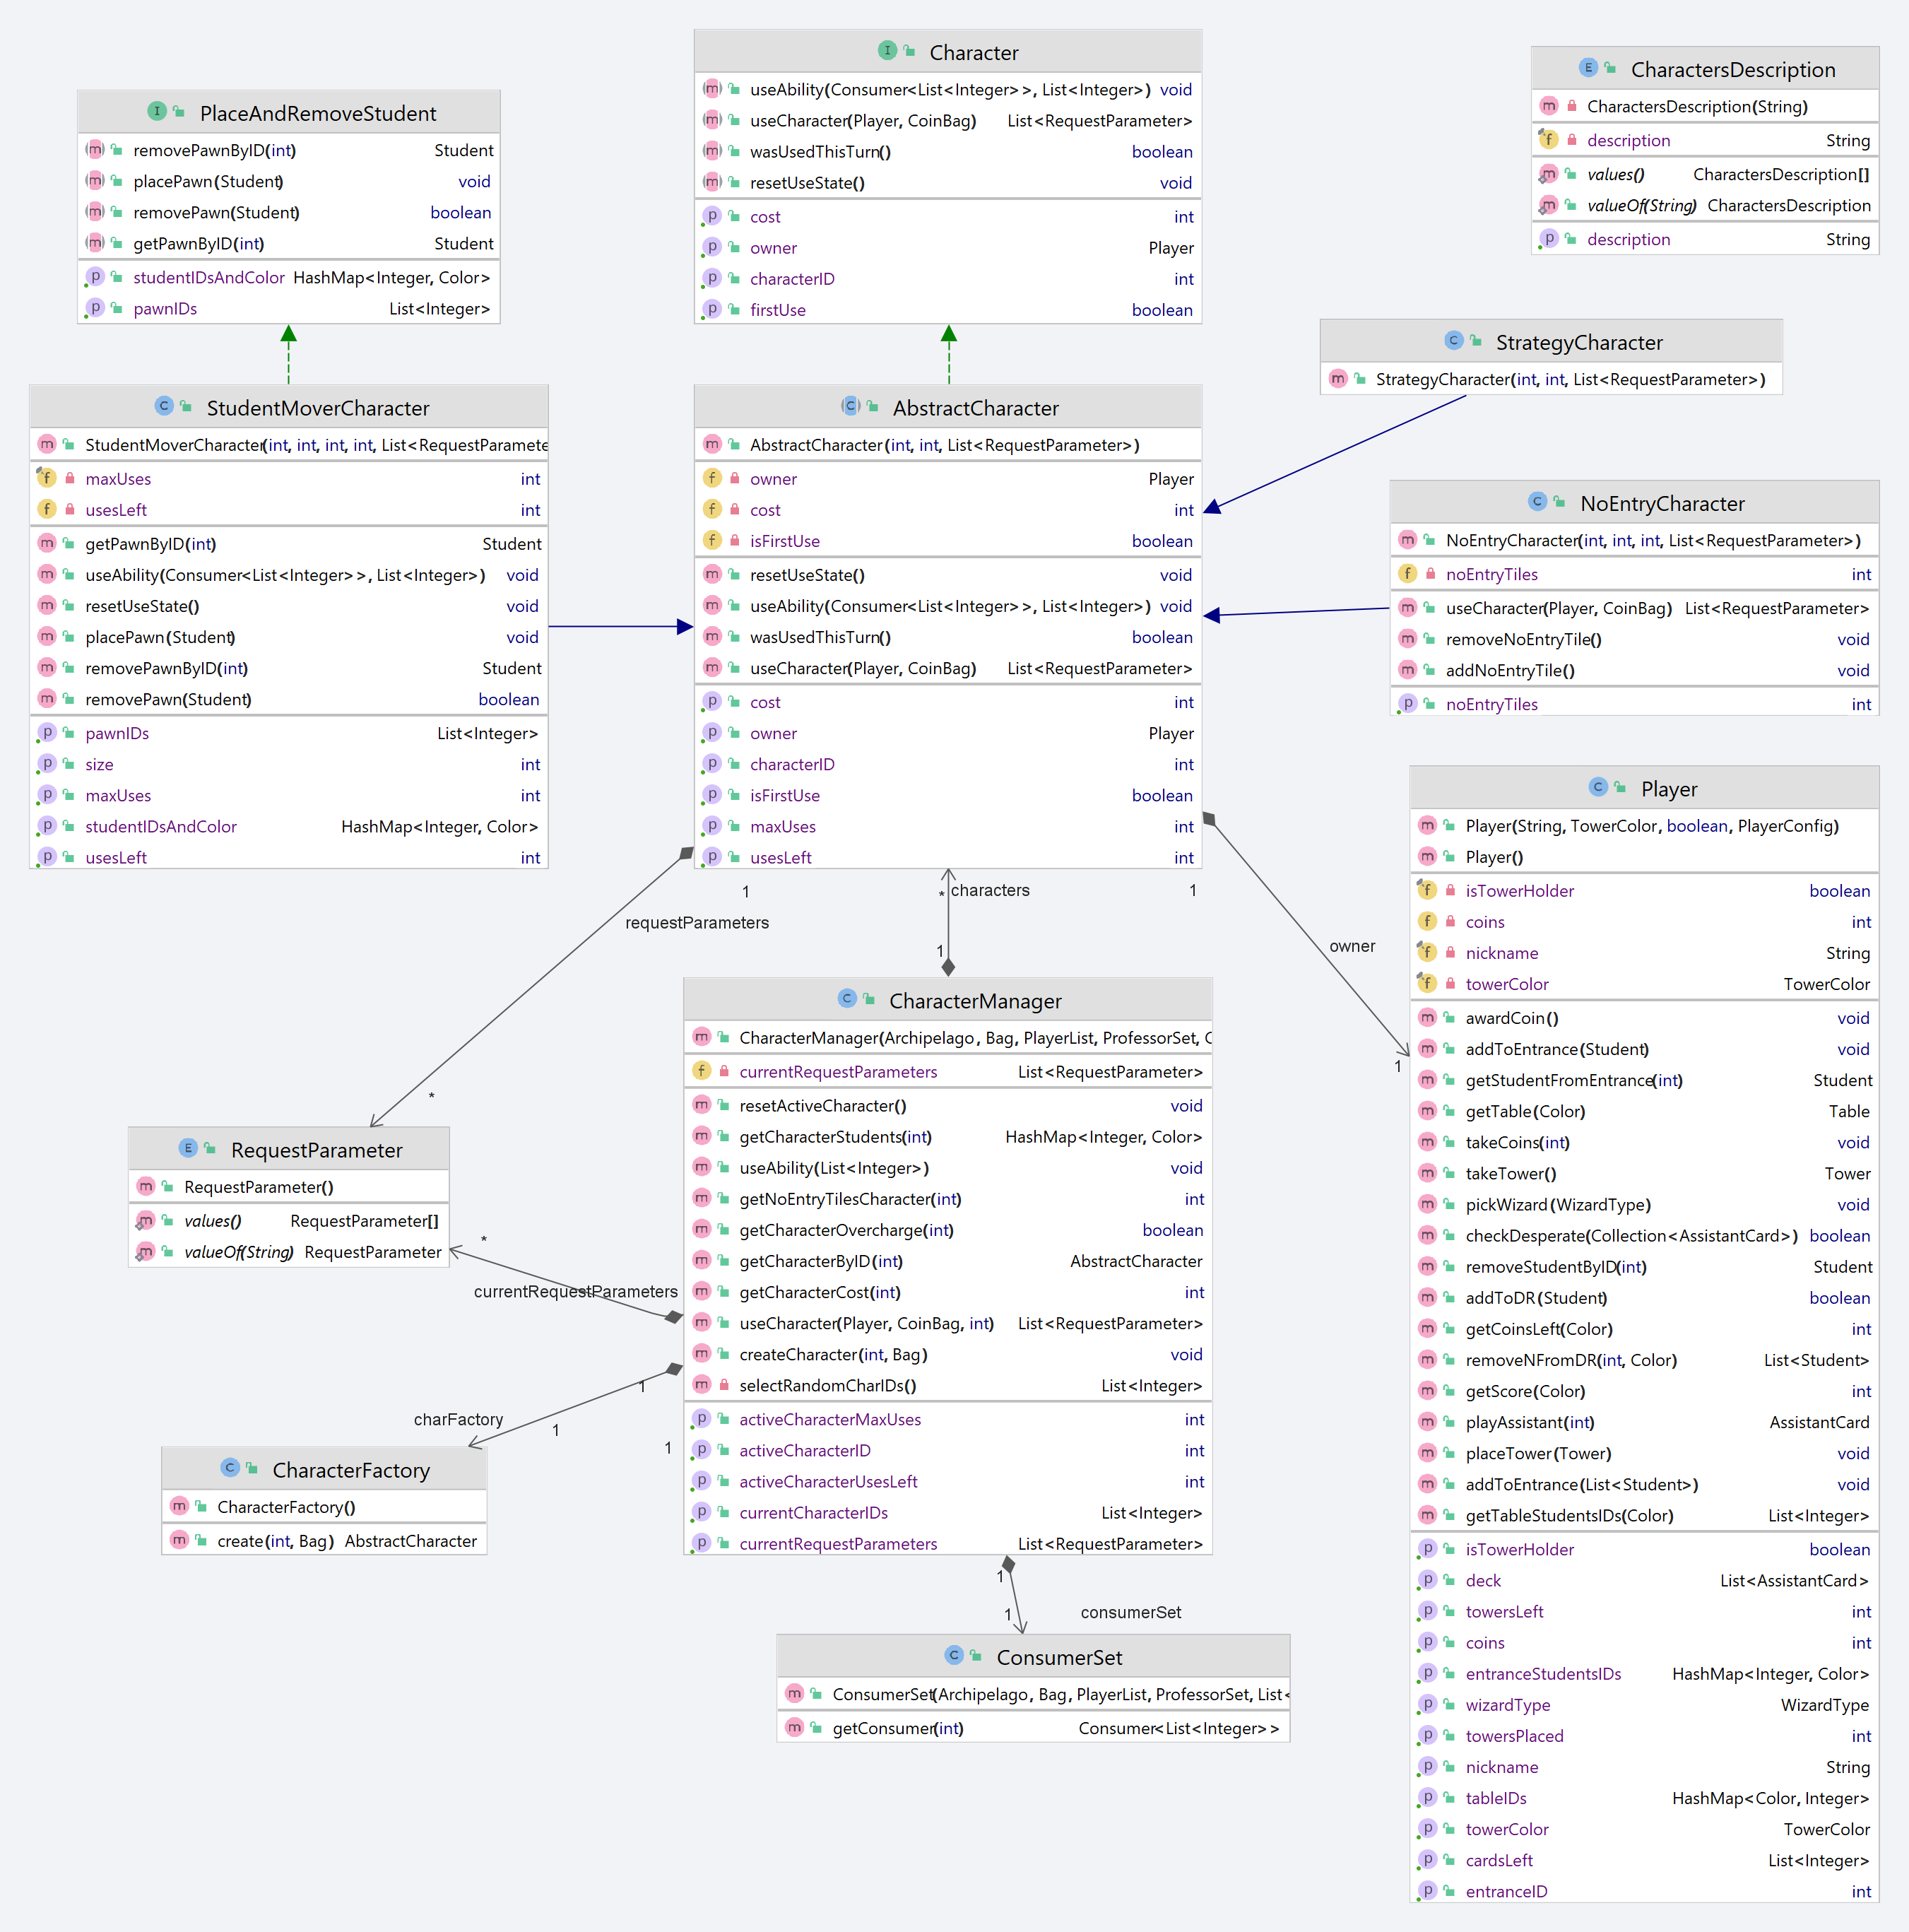 Character
useAbility(Consumer<List<Integer>>, List<Integer>) void
useCharacter(Player, CoinBag) List<RequestParameter>
wasUsedThisTurn() boolean
resetUseState() void
cost int
owner Player
characterID int
firstUse boolean
CharactersDescription
CharactersDescription(String)
description String
values() CharactersDescription[]
valueOf(String) CharactersDescription
description String
PlaceAndRemoveStudent
removePawnByID(int) Student
placePawn(Student) void
removePawn(Student) boolean
getPawnByID(int) Student
studentIDsAndColor HashMap<Integer, Color>
pawnIDs List<Integer>
StrategyCharacter
StrategyCharacter(int, int, List<RequestParameter>)
StudentMoverCharacter
StudentMoverCharacter(int, int, int, int, List<RequestParamete
maxUses int
usesLeft int
getPawnByID(int) Student
useAbility(Consumer<List<Integer>>, List<Integer>) void
resetUseState() void
placePawn(Student) void
removePawnByID(int) Student
removePawn(Student) boolean
pawnIDs List<Integer>
size int
maxUses int
studentIDsAndColor HashMap<Integer, Color>
usesLeft int
AbstractCharacter
AbstractCharacter(int, int, List<RequestParameter>)
owner Player
cost int
isFirstUse boolean
resetUseState() void
useAbility(Consumer<List<Integer>>, List<Integer>) void
wasUsedThisTurn() boolean
useCharacter(Player, CoinBag) List<RequestParameter>
cost int
owner Player
characterID int
isFirstUse boolean
maxUses int
usesLeft int
NoEntryCharacter
NoEntryCharacter(int, int, int, List<RequestParameter>)
noEntryTiles int
useCharacter(Player, CoinBag) List<RequestParameter>
removeNoEntryTile() void
addNoEntryTile() void
noEntryTiles int
Player
Player(String, TowerColor, boolean, PlayerConfig)
Player()
isTowerHolder boolean
coins int
nickname String
towerColor TowerColor
awardCoin() void
addToEntrance(Student) void
getStudentFromEntrance(int) Student
getTable(Color) Table
takeCoins(int) void
takeTower() Tower
pickWizard(WizardType) void
checkDesperate(Collection<AssistantCard>) boolean
removeStudentByID(int) Student
addToDR(Student) boolean
getCoinsLeft(Color) int
removeNFromDR(int, Color) List<Student>
getScore(Color) int
playAssistant(int) AssistantCard
placeTower(Tower) void
addToEntrance(List<Student>) void
getTableStudentsIDs(Color) List<Integer>
isTowerHolder boolean
deck List<AssistantCard>
towersLeft int
coins int
entranceStudentsIDs HashMap<Integer, Color>
wizardType WizardType
towersPlaced int
nickname String
tableIDs HashMap<Color, Integer>
towerColor TowerColor
cardsLeft List<Integer>
entranceID int
1
* characters
1
requestParameters
owner
1
1
*
CharacterManager
CharacterManager(Archipelago, Bag, PlayerList, ProfessorSet, C
currentRequestParameters List<RequestParameter>
resetActiveCharacter() void
getCharacterStudents(int) HashMap<Integer, Color>
useAbility(List<Integer>) void
getNoEntryTilesCharacter(int) int
getCharacterOvercharge(int) boolean
getCharacterByID(int) AbstractCharacter
getCharacterCost(int) int
useCharacter(Player, CoinBag, int) List<RequestParameter>
createCharacter(int, Bag) void
selectRandomCharIDs() List<Integer>
activeCharacterMaxUses int
activeCharacterID int
activeCharacterUsesLeft int
currentCharacterIDs List<Integer>
currentRequestParameters List<RequestParameter>
RequestParameter
RequestParameter()
values() RequestParameter[]
valueOf(String) RequestParameter
*
currentRequestParameters
1
charFactory
1
1
CharacterFactory
CharacterFactory()
create(int, Bag) AbstractCharacter
1
1
consumerSet
ConsumerSet
ConsumerSet(Archipelago, Bag, PlayerList, ProfessorSet, List<
getConsumer(int) Consumer<List<Integer>>